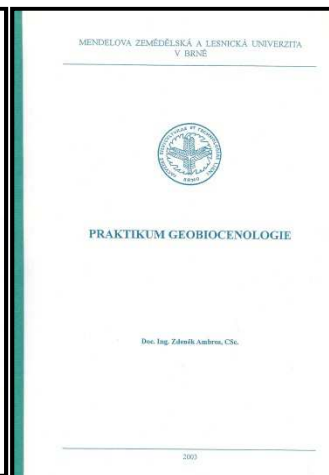 MENDELOVA ZEMĚDĚLSKÁ A LESNICKÁ UNIVERZITA
V BRNĚ
PRAKTIKUM GEOBIOCENOLOGIE
Doc. Ing. Zdeněk Ambros, CSc.
2003